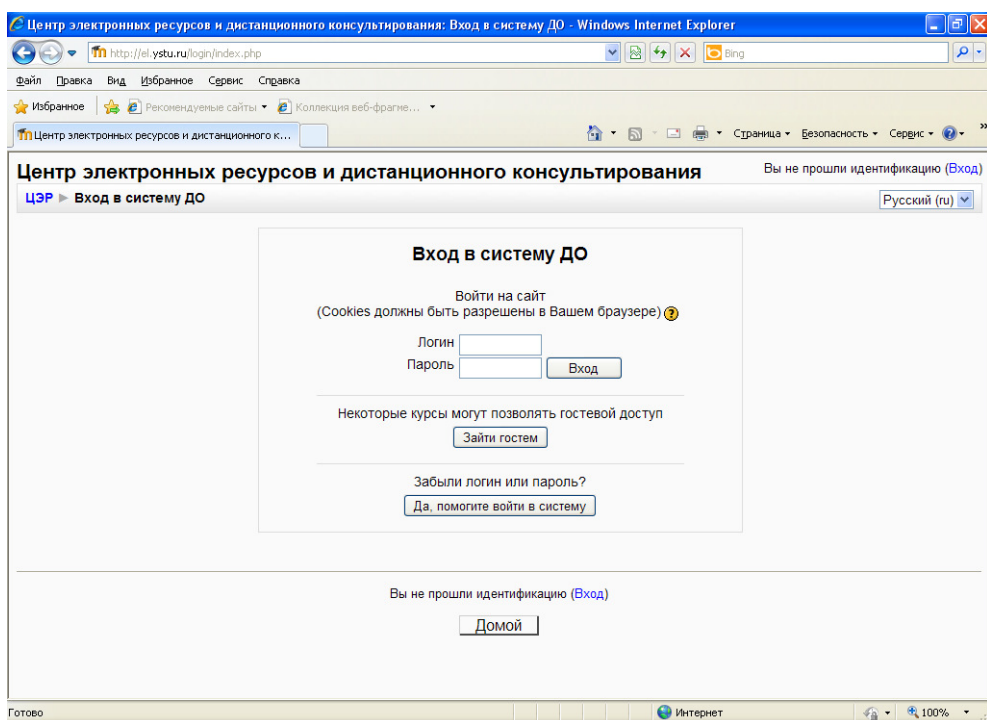 Центр электронных ресурсов и дистанционного консультирования: Вход в систему ДО - Windows Internet Explorer
http://el.ystu.ru/login/index.php
Bing
Файл Правка Вид Избранное Сервис Справка
Избранное Рекомендуемые сайты Коллекция веб-фрагме...
Центр электронных ресурсов и дистанционного к...
Страница Безопасность Сервис »
Центр электронных ресурсов и дистанционного консультирования
Вы не прошли идентификацию (Вход)
ЦЭР ► Вход в систему ДО
Русский (ru)
Вход в систему ДО
Войти на сайт
(Cookies должны быть разрешены в Вашем браузере)
Логин
Пароль Вход
Некоторые курсы могут позволять гостевой доступ
Зайти гостем
Забыли логин или пароль?
Да, помогите войти в систему
Вы не прошли идентификацию (Вход)
Домой
Готово Интернет 100%